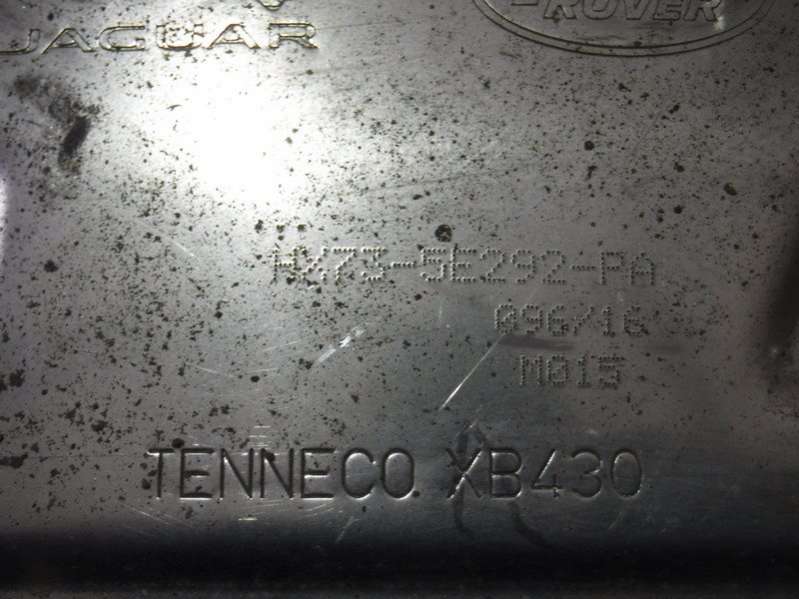 JAGUAR
-ROVER
HX73-5E292-PA
096/16
M015
TENNECO. XB430